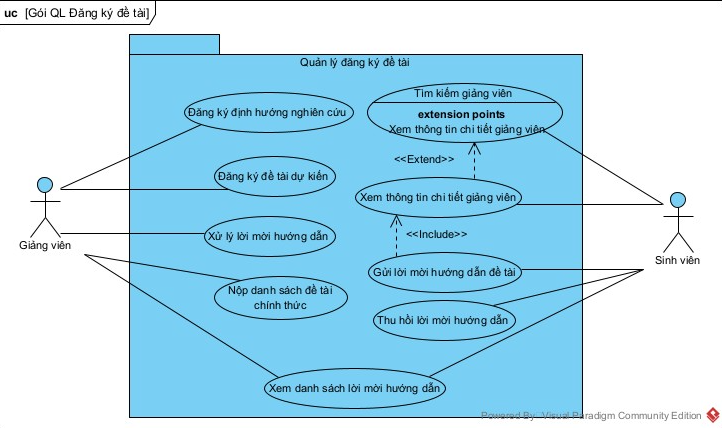 uc [Gói QL Đăng ký đề tài]
Quản lý đăng ký đề tài
Tìm kiếm giảng viên
extension points
Xem thông tin chi tiết giảng viên
Đăng ký định hướng nghiên cứu
<<Extend>>
Đăng ký đề tài dự kiến
Xem thông tin chi tiết giảng viên
Xử lý lời mời hướng dẫn
<<Include>>
Giảng viên
Sinh viên
Gửi lời mời hướng dẫn đề tài
Nộp danh sách đề tài
chính thức
Thu hồi lời mời hướng dẫn
Xem danh sách lời mời hướng dẫn
Powered By Visual Paradigm Community Edition